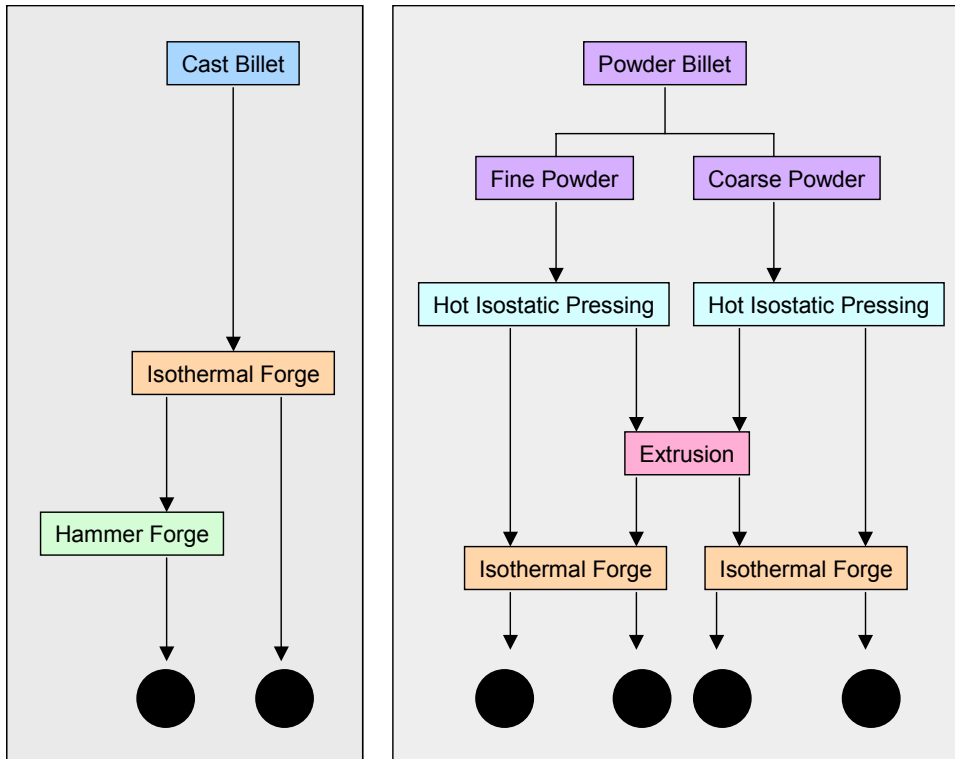 Cast Billet
Isothermal Forge
Hammer Forge
Powder Billet
Fine Powder
Coarse Powder
Hot Isostatic Pressing
Hot Isostatic Pressing
Extrusion
Isothermal Forge
Isothermal Forge